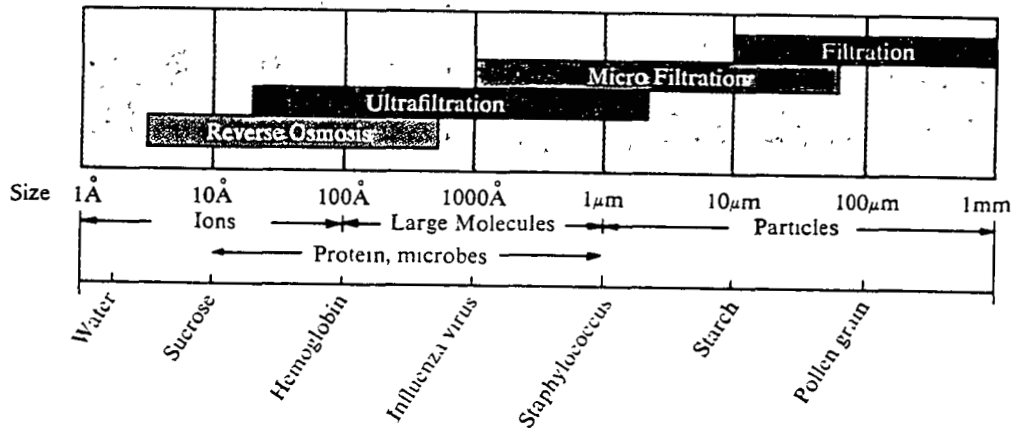 Filtration
Micro Filtration
Ultrafiltration
Reverse Osmosis
Size 1Å 10Å 100Å 1000Å 1μm 10μm 100μm 1mm
Ions Large Molecules Particles
Protein, microbes
Water Sucrose Hemoglobin Influenza virus Staphylococcus Starch Pollen grain